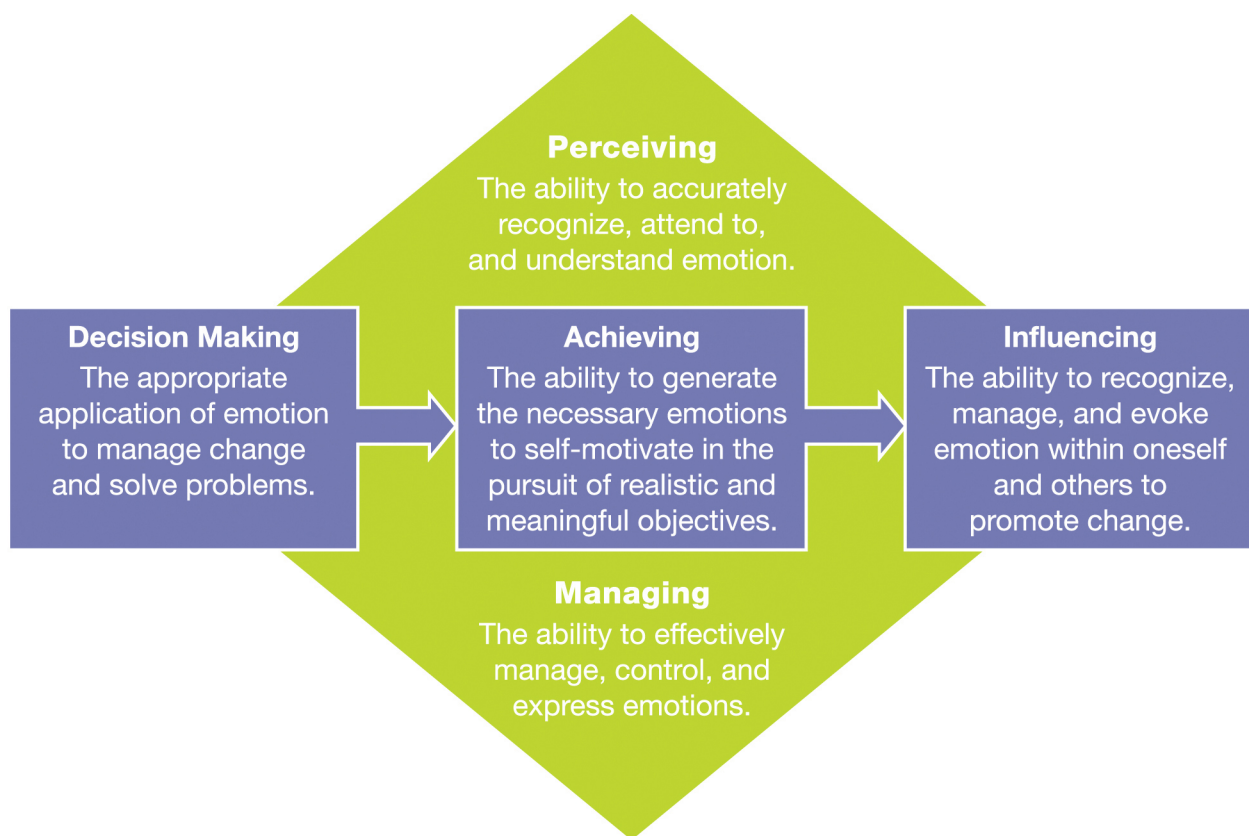 Perceiving
The ability to accurately
recognize, attend to,
and understand emotion.
Decision Making
The appropriate
application of emotion
to manage change
and solve problems.
Achieving
The ability to generate
the necessary emotions
to self-motivate in the
pursuit of realistic and
meaningful objectives.
Influencing
The ability to recognize,
manage, and evoke
emotion within oneself
and others to
promote change.
Managing
The ability to effectively
manage, control, and
express emotions.